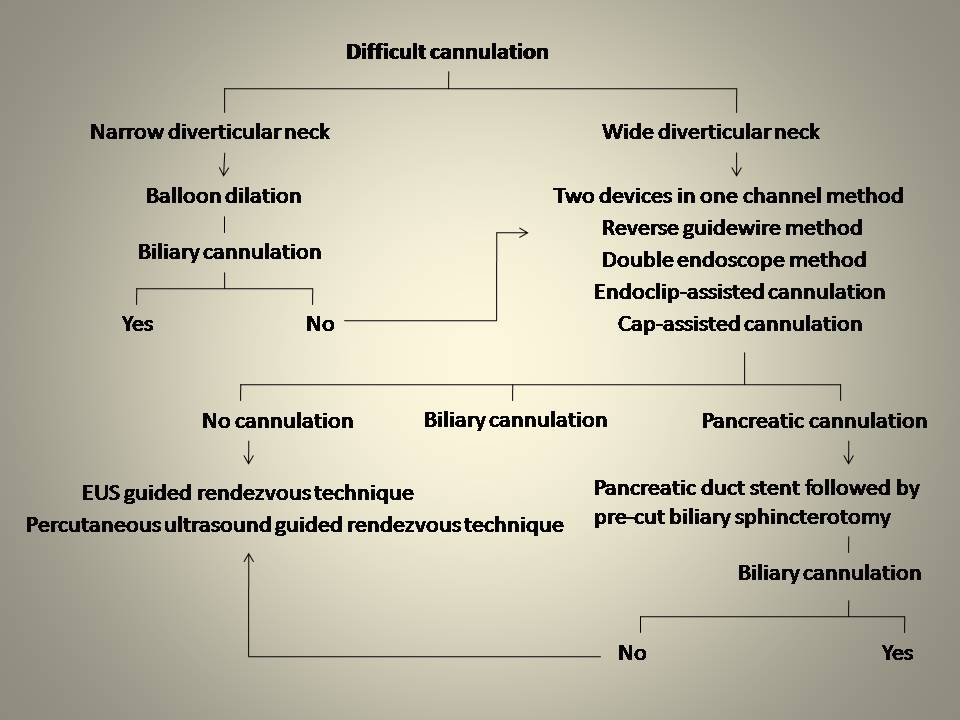 Difficult cannulation
Narrow diverticular neck
Wide diverticular neck
Balloon dilation
Biliary cannulation
Yes
No
Two devices in one channel method
Reverse guidewire method
Double endoscope method
Endoclip-assisted cannulation
Cap-assisted cannulation
No cannulation
Biliary cannulation
Pancreatic cannulation
EUS guided rendezvous technique
Percutaneous ultrasound guided rendezvous technique
Pancreatic duct stent followed by
pre-cut biliary sphincterotomy
Biliary cannulation
No
Yes